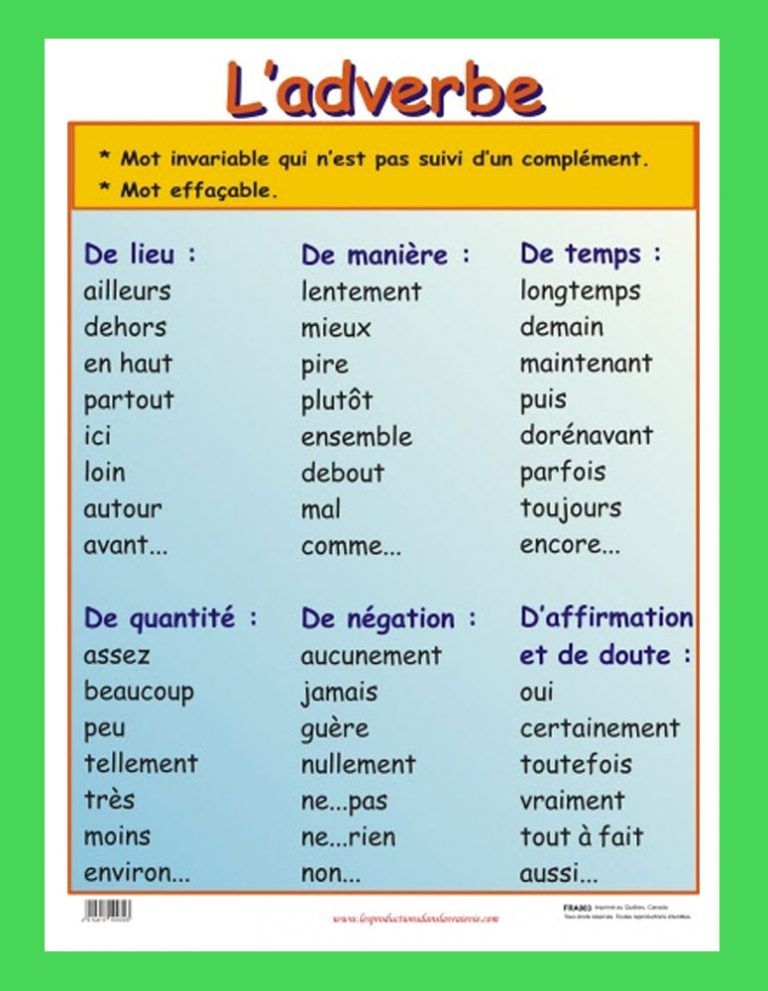 L'adverbe
* Mot invariable qui n'est pas suivi d'un complément.
* Mot effaçable.
De lieu :
ailleurs
dehors
en haut
partout
ici
loin
autour
avant...
De manière :
lentement
mieux
pire
plutôt
ensemble
debout
mal
comme...
De temps :
longtemps
demain
maintenant
puis
dorénavant
parfois
toujours
encore...
De quantité :
assez
beaucoup
peu
tellement
très
moins
environ...
De négation :
aucunement
jamais
guère
nullement
ne...pas
ne...rien
non...
D'affirmation
et de doute :
oui
certainement
toutefois
vraiment
tout à fait
aussi...
www.lesproductionsdanslavraievie.com
FRA803 Imprimé au Québec, Canada
Tous droits réservés. Toutes reproductions interdites.